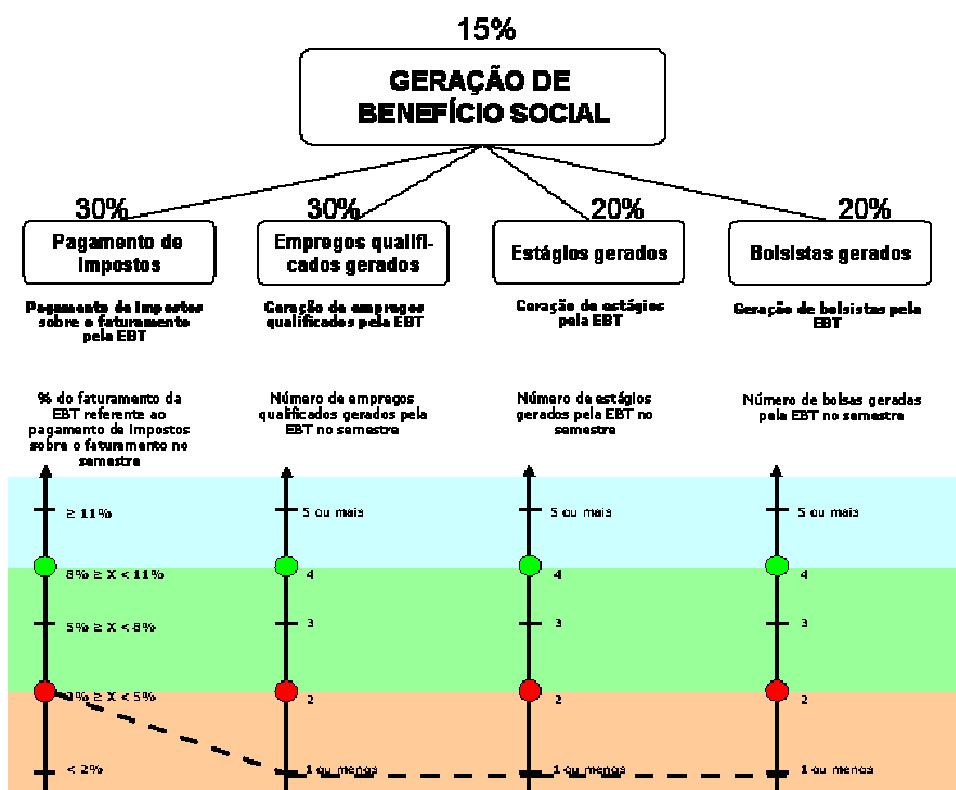 15%
GERAÇÃO DE
BENEFÍCIO SOCIAL
30%
Pagamento de
impostos
Pagamento de impostos
sobre o faturamento
pela EBT
% do faturamento da
EBT referente ao
pagamento de impostos
sobre o faturamento no
semestre
≥ 11%
8% ≥ X < 11%
5% ≥ X < 8%
2% ≥ X < 5%
< 2%
30%
Empregos qualifi-
cados gerados
Geração de empregos
qualificados pela EBT
Número de empregos
qualificados gerados pela
EBT no semestre
5 ou mais
4
3
2
1 ou menos
20%
Estágios gerados
Geração de estágios
pela EBT
Número de estágios
gerados pela EBT no
semestre
5 ou mais
4
3
2
1 ou menos
20%
Bolsistas gerados
Geração de bolsistas pela
EBT
Número de bolsas geradas
pela EBT no semestre
5 ou mais
4
3
2
1 ou menos